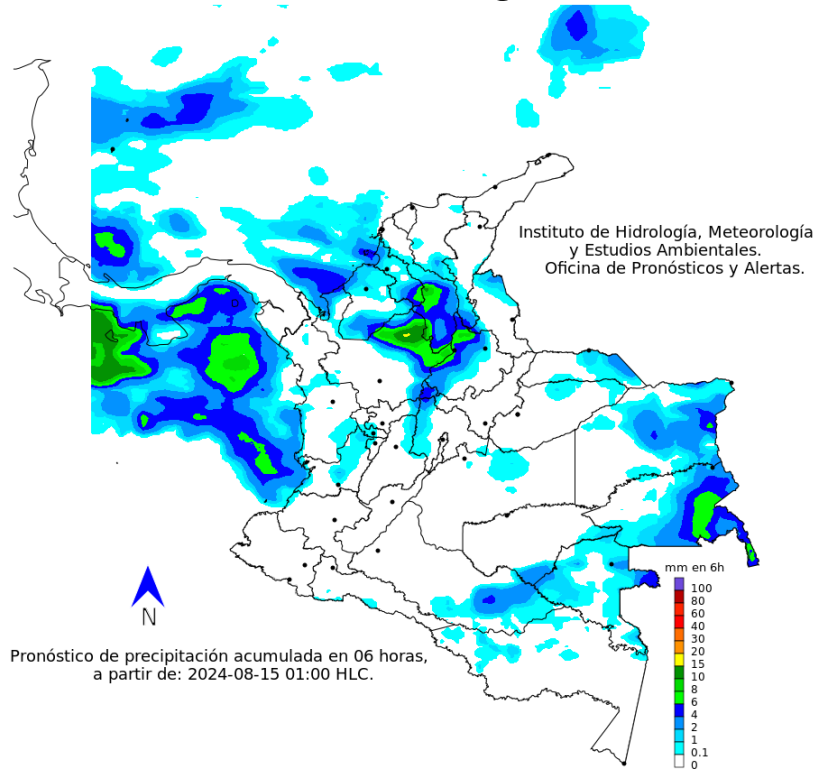 Instituto de Hidrología, Meteorología
y Estudios Ambientales.
Oficina de Pronósticos y Alertas.
N
Pronóstico de precipitación acumulada en 06 horas,
a partir de: 2024-08-15 01:00 HLC.
mm en 6h
100
80
60
40
30
20
15
10
8
6
4
2
1
0.1
0